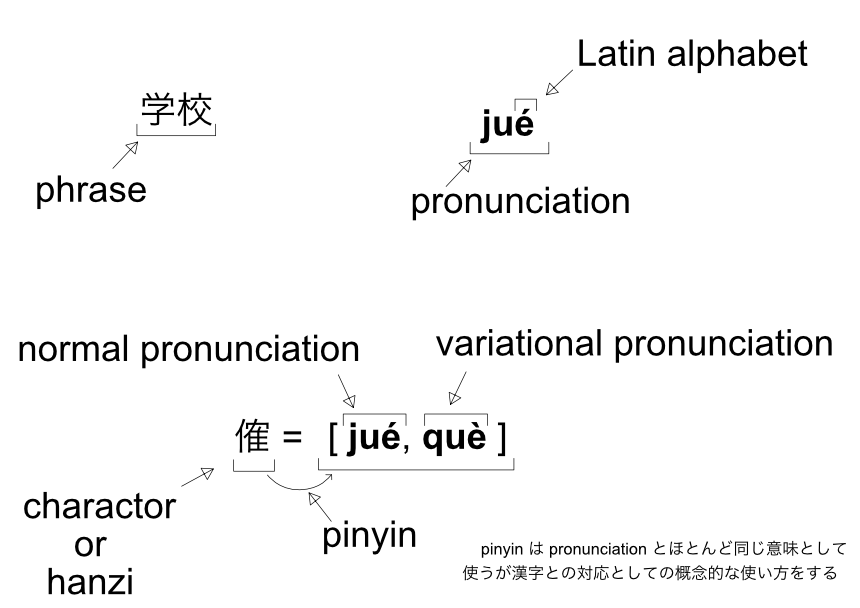 Latin alphabet
学校
jué
phrase
pronunciation
normal pronunciation
variational pronunciation
傕 = [ jué, què ]
charactor
or
hanzi
pinyin
pinyin は pronunciation とほとんど同じ意味として
使うが漢字との対応としての概念的な使い方をする